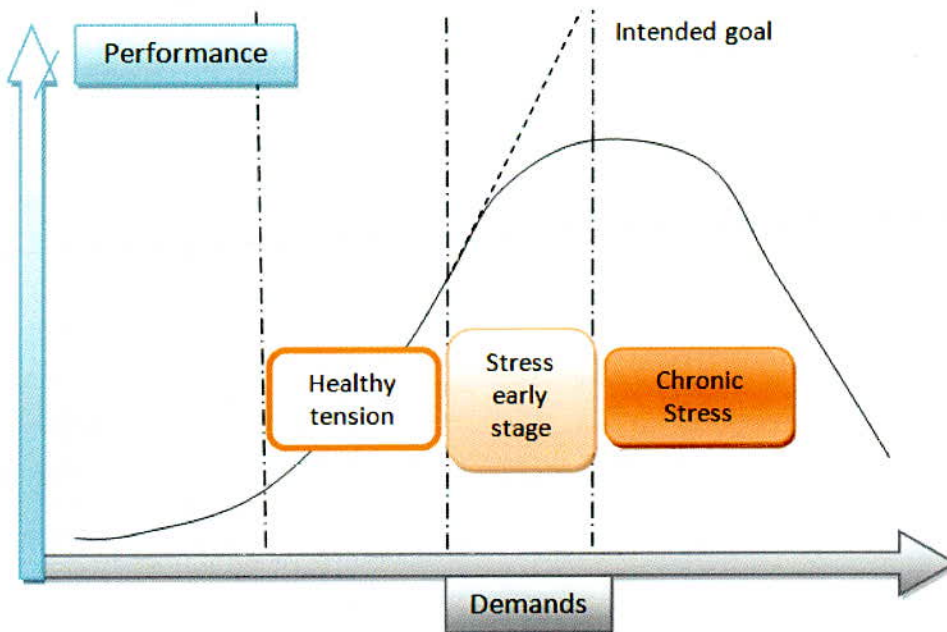 Performance
Intended goal
Healthy
tension
Stress
early
stage
Chronic
Stress
Demands